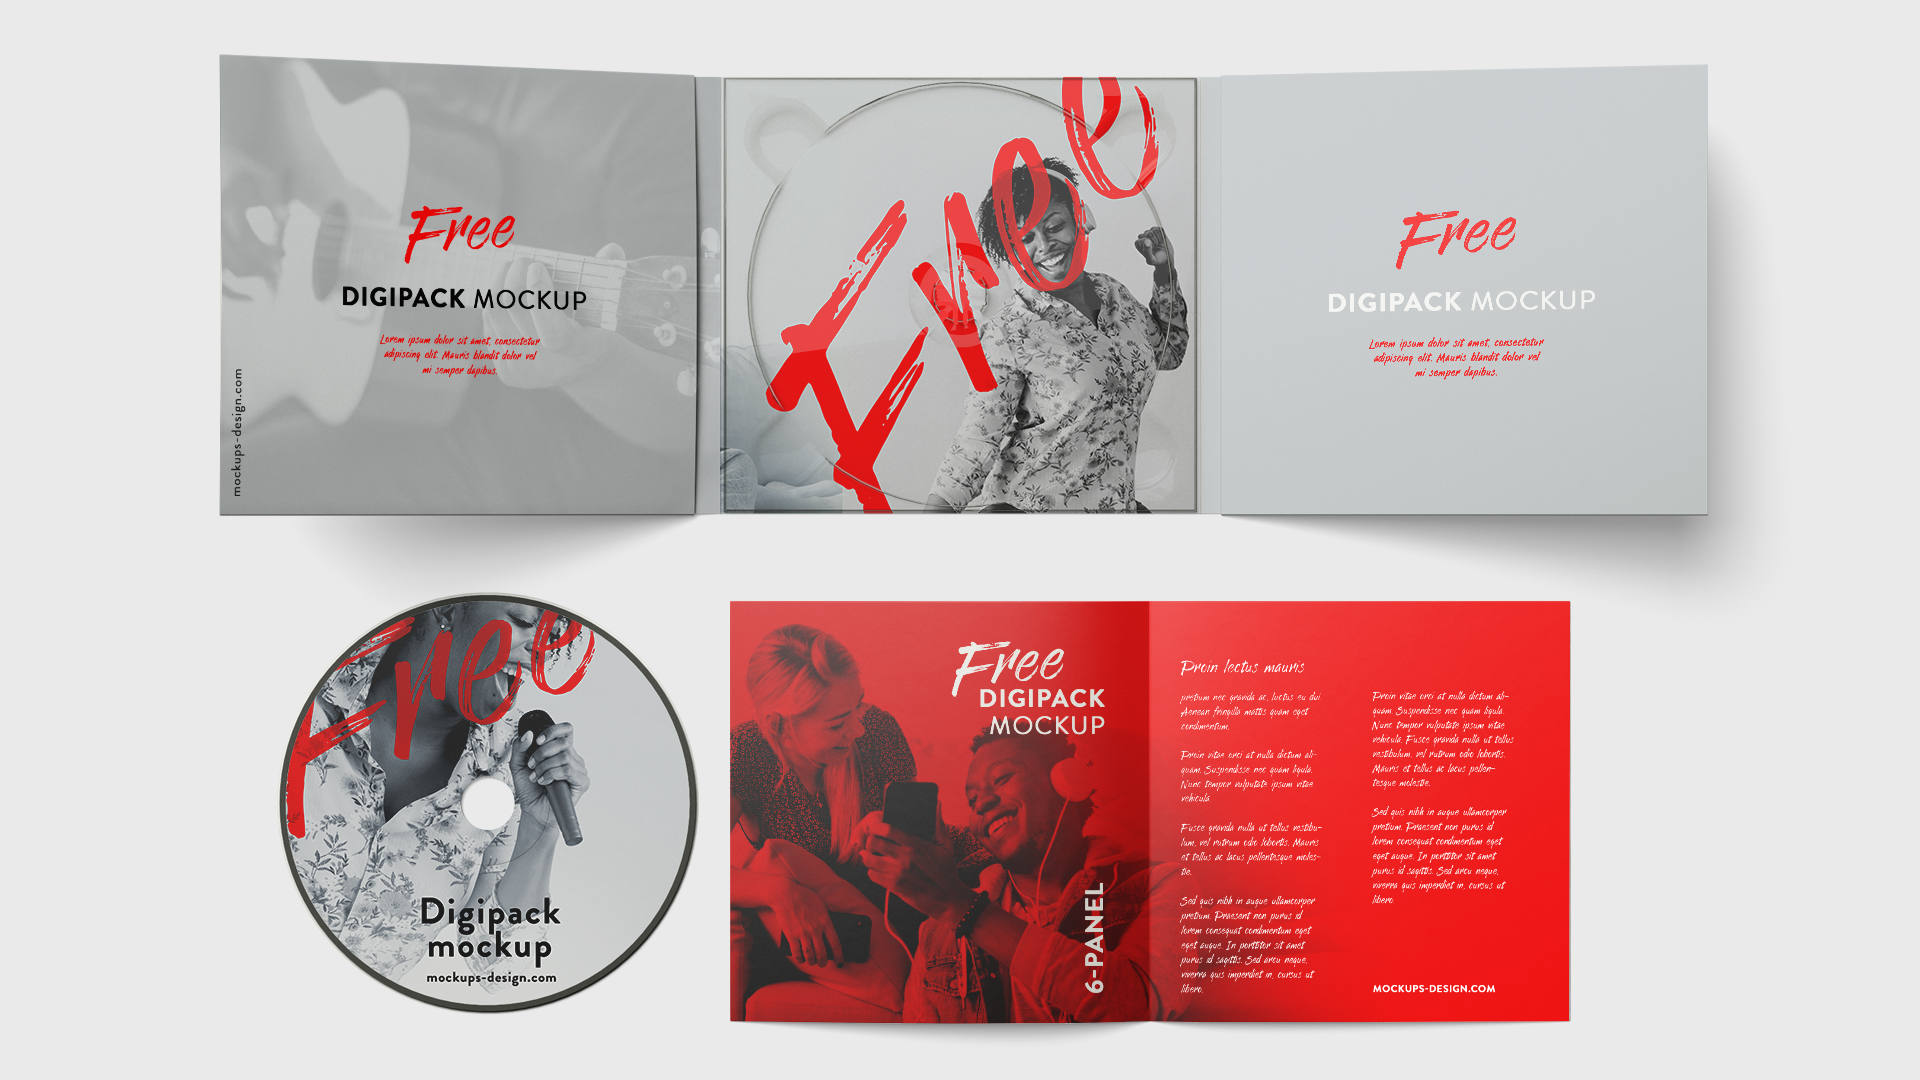 Free
DIGIPACK MOCKUP
Lorem ipsum dolor sit amet, consectetur
adipiscing elit. Mauris blandit dolor vel
mi semper dapibus.
mockups-design.com
Free
Free
DIGIPACK MOCKUP
Lorem ipsum dolor sit amet, consectetur
adipiscing elit. Mauris blandit dolor vel
mi semper dapibus.
Free
Digipack
mockup
mockups-design.com
Free
DIGIPACK
MOCKUP
6-PANEL
Proin lectus mauris
pretium nec gravida ac, luctus eu dui.
Aenean fringilla mattis quam eget
condimentum.
Proin vitae orci at nulla dictum ali-
quam. Suspendisse nec quam ligula.
Nunc tempor vulputate ipsum vitae
vehicula.
Fusce gravida nulla ut tellus vestibu-
lum, vel rutrum odio lobortis. Mauris
et tellus ac lacus pellentesque moles-
tie.
Sed quis nibh in augue ullamcorper
pretium. Praesent non purus id
lorem consequat condimentum eget
eget augue. In porttitor sit amet
purus id sagittis. Sed arcu neque,
viverra quis imperdiet in, cursus ut
libero.
Proin vitae orci at nulla dictum ali-
quam. Suspendisse nec quam ligula.
Nunc tempor vulputate ipsum vitae
vehicula. Fusce gravida nulla ut tellus
vestibulum, vel rutrum odio lobortis.
Mauris et tellus ac lacus pellen-
tesque molestie.
Sed quis nibh in augue ullamcorper
pretium. Praesent non purus id
lorem consequat condimentum eget
eget augue. In porttitor sit amet
purus id sagittis. Sed arcu neque,
viverra quis imperdiet in, cursus ut
libero.
MOCKUPS-DESIGN.COM